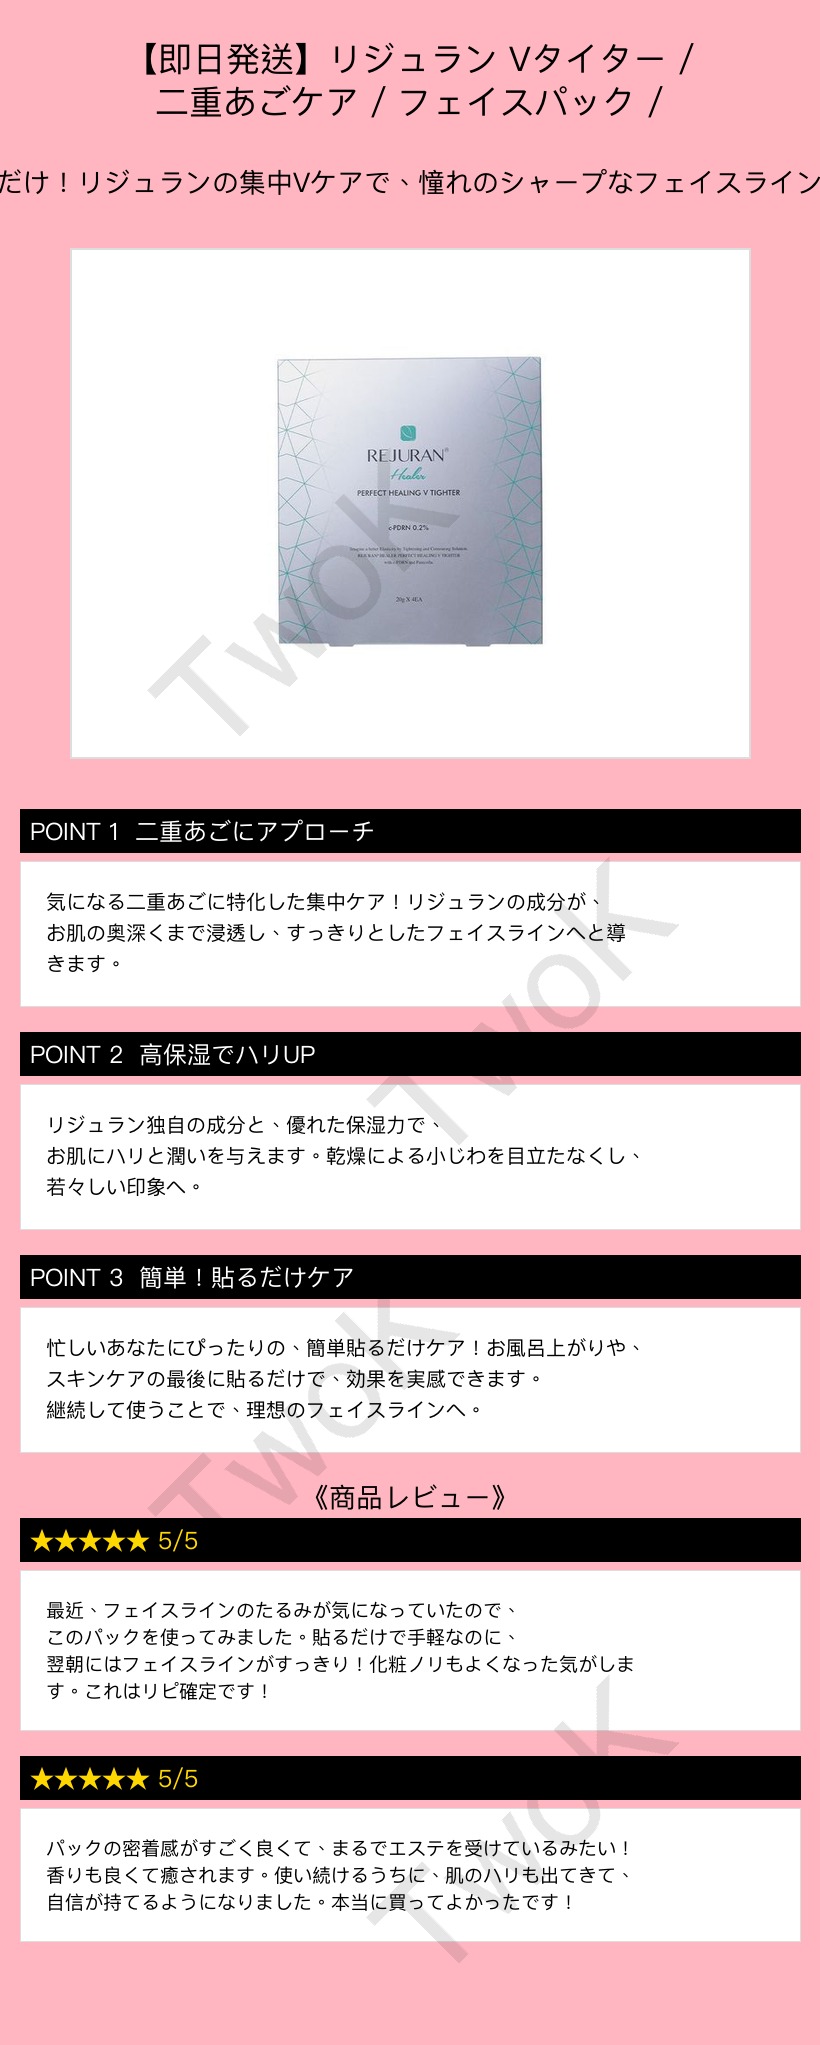 【即日発送】リジュラン Vタイター /
二重あごケア / フェイスパック /
だけ！リジュランの集中Vケアで、憧れのシャープなフェイスライン
REJURAN®
Healer
PERFECT HEALING V TIGHTER
c-PDRN 0.2%
REJURAN® HEALER PERFECT HEALING V TIGHTER
20g X 4EA
TwoK
POINT 1 二重あごにアプローチ
気になる二重あごに特化した集中ケア！リジュランの成分が、
お肌の奥深くまで浸透し、すっきりとしたフェイスラインへと導
きます。
TwoK
POINT 2 高保湿でハリUP
リジュラン独自の成分と、優れた保湿力で、
お肌にハリと潤いを与えます。乾燥による小じわを目立たなくし、
若々しい印象へ。
POINT 3 簡単！貼るだけケア
忙しいあなたにぴったりの、簡単貼るだけケア！お風呂上がりや、
スキンケアの最後に貼るだけで、効果を実感できます。
継続して使うことで、理想のフェイスラインへ。
TwoK
《商品レビュー》
★★★★★ 5/5
最近、フェイスラインのたるみが気になっていたので、
このパックを使ってみました。貼るだけで手軽なのに、
翌朝にはフェイスラインがすっきり！化粧ノリもよくなった気がしま
す。これはリピ確定です！
★★★★★ 5/5
パックの密着感がすごく良くて、まるでエステを受けているみたい！
香りも良くて癒されます。使い続けるうちに、肌のハリも出てきて、
自信が持てるようになりました。本当に買ってよかったです！
TwoK